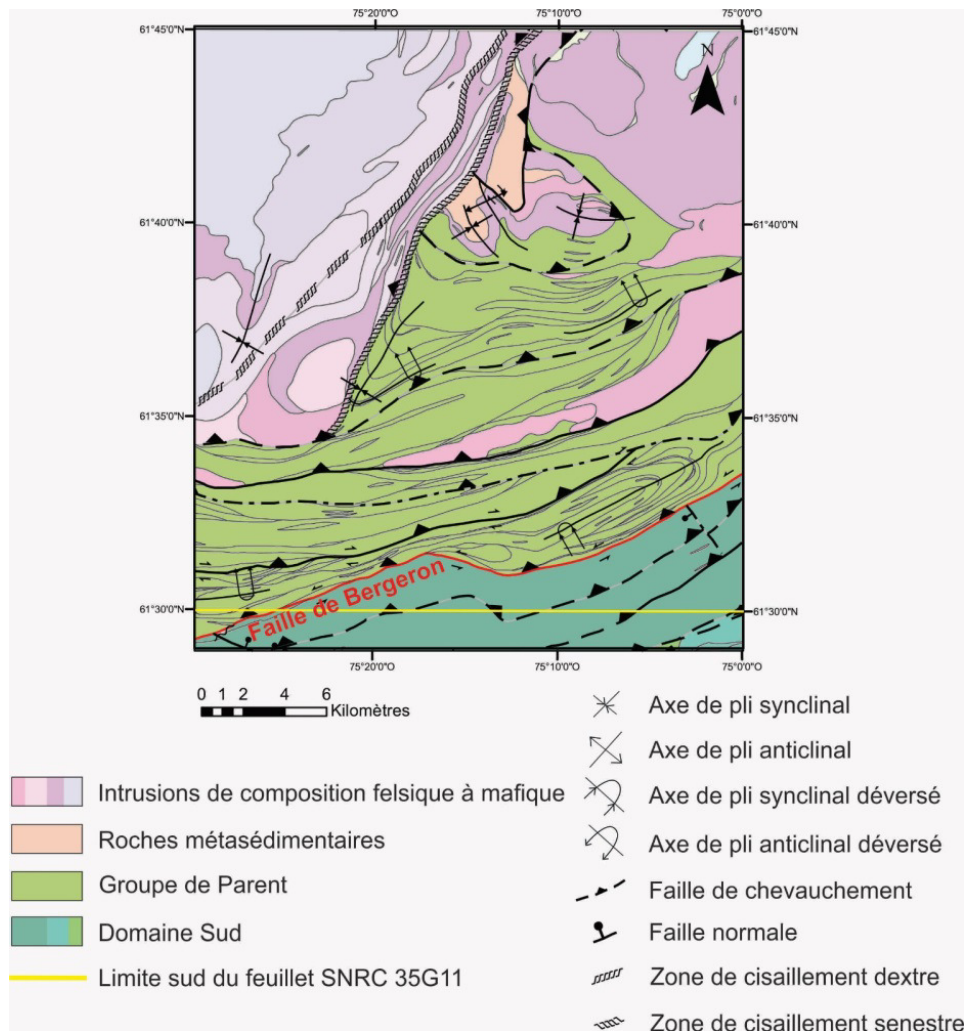 75°20'0"O 75°10'0"O 75°0'0"O
61°45'0"N 61°45'0"N
N
61°40'0"N 61°40'0"N
61°35'0"N 61°35'0"N
61°30'0"N 61°30'0"N
Faille de Bergeron
75°20'0"O 75°10'0"O 75°0'0"O
0 1 2 4 6
Kilomètres
Intrusions de composition felsique à mafique
Roches métasédimentaires
Groupe de Parent
Domaine Sud
Limite sud du feuillet SNRC 35G11
Axe de pli synclinal
Axe de pli anticlinal
Axe de pli synclinal déversé
Axe de pli anticlinal déversé
Faille de chevauchement
Faille normale
Zone de cisaillement dextre
Zone de cisaillement senestre